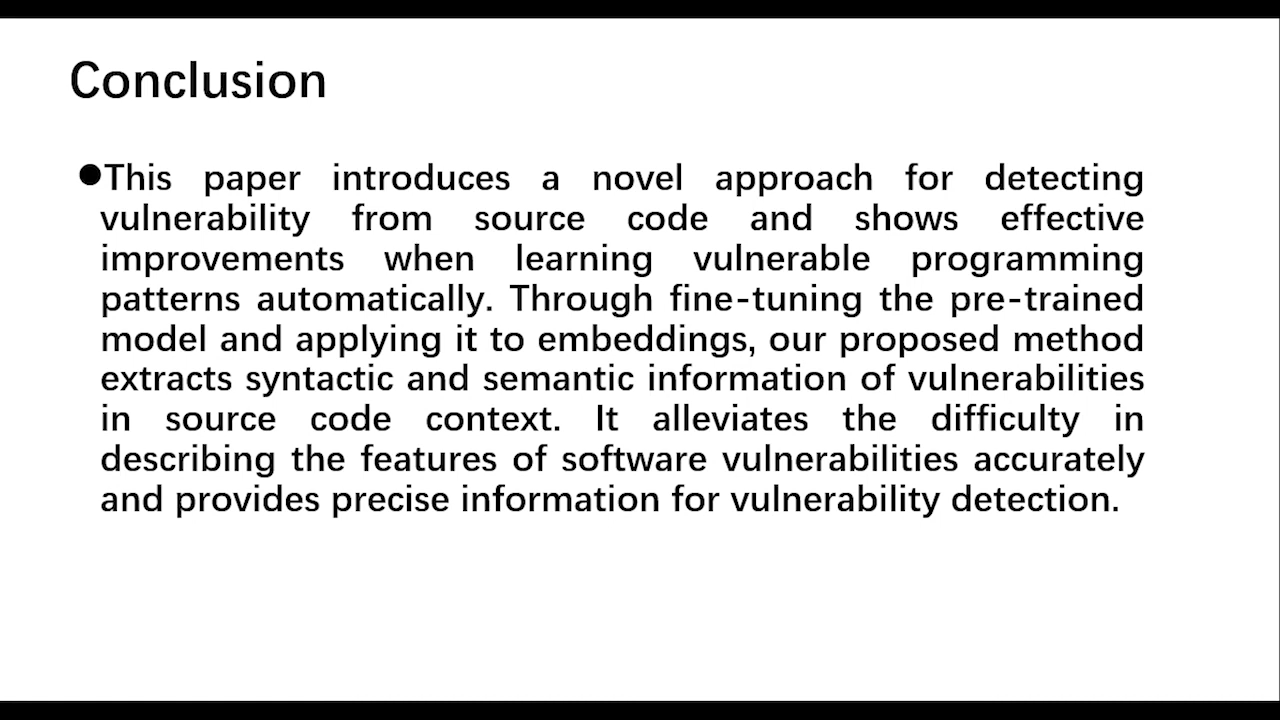 Conclusion
●This paper introduces a novel approach for detecting
vulnerability from source code and shows effective
improvements when learning vulnerable programming
patterns automatically. Through fine-tuning the pre-trained
model and applying it to embeddings, our proposed method
extracts syntactic and semantic information of vulnerabilities
in source code context. It alleviates the difficulty in
describing the features of software vulnerabilities accurately
and provides precise information for vulnerability detection.